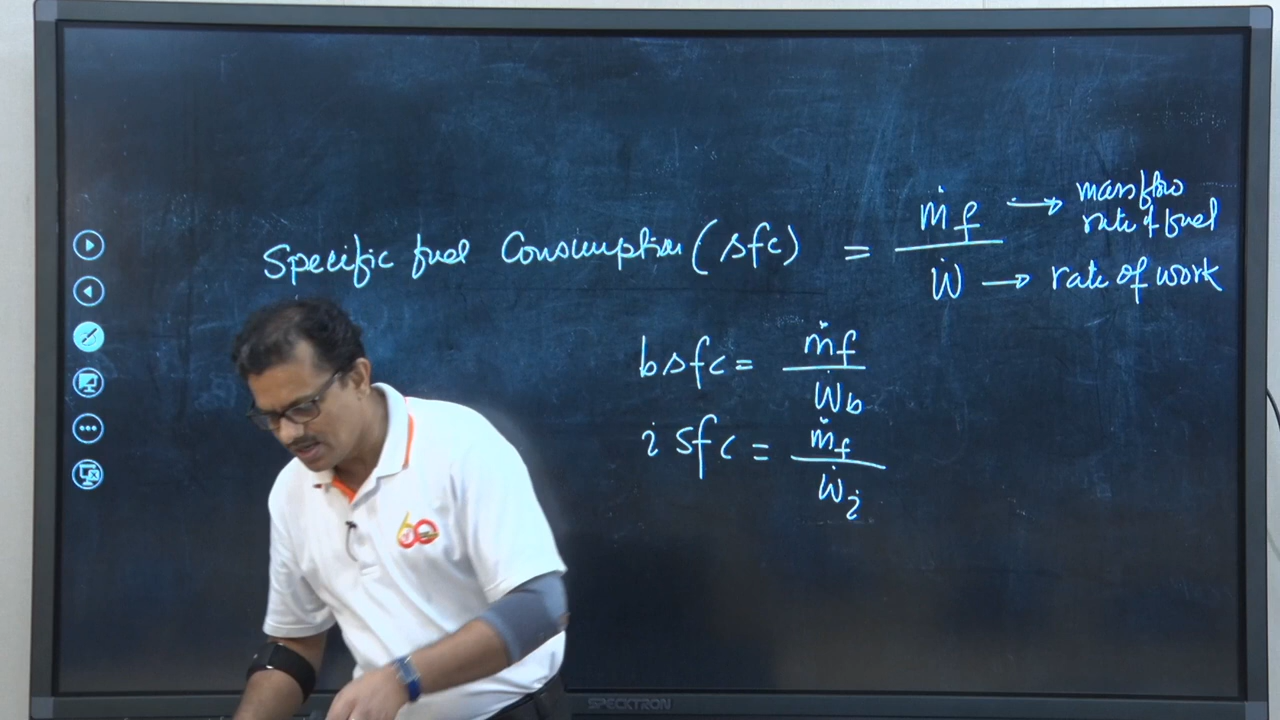 Specific fuel Consumption (sfc) = ṁf / Ẇ
→ mass flow
rate of fuel
→ rate of work
bsfc = ṁf / Ẇb
isfc = ṁf / Ẇi
60
SPECKTRON